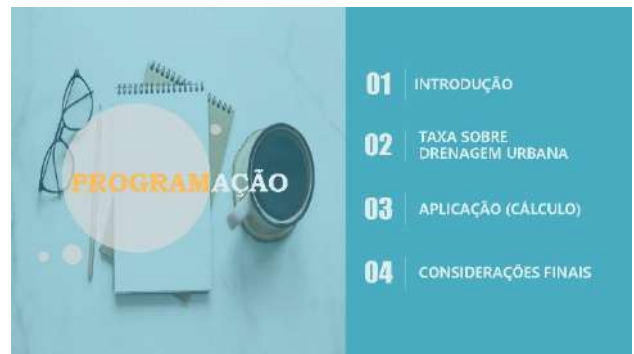 PROGRAMAÇÃO
01 INTRODUÇÃO
02 TAXA SOBRE
DRENAGEM URBANA
03 APLICAÇÃO (CÁLCULO)
04 CONSIDERAÇÕES FINAIS